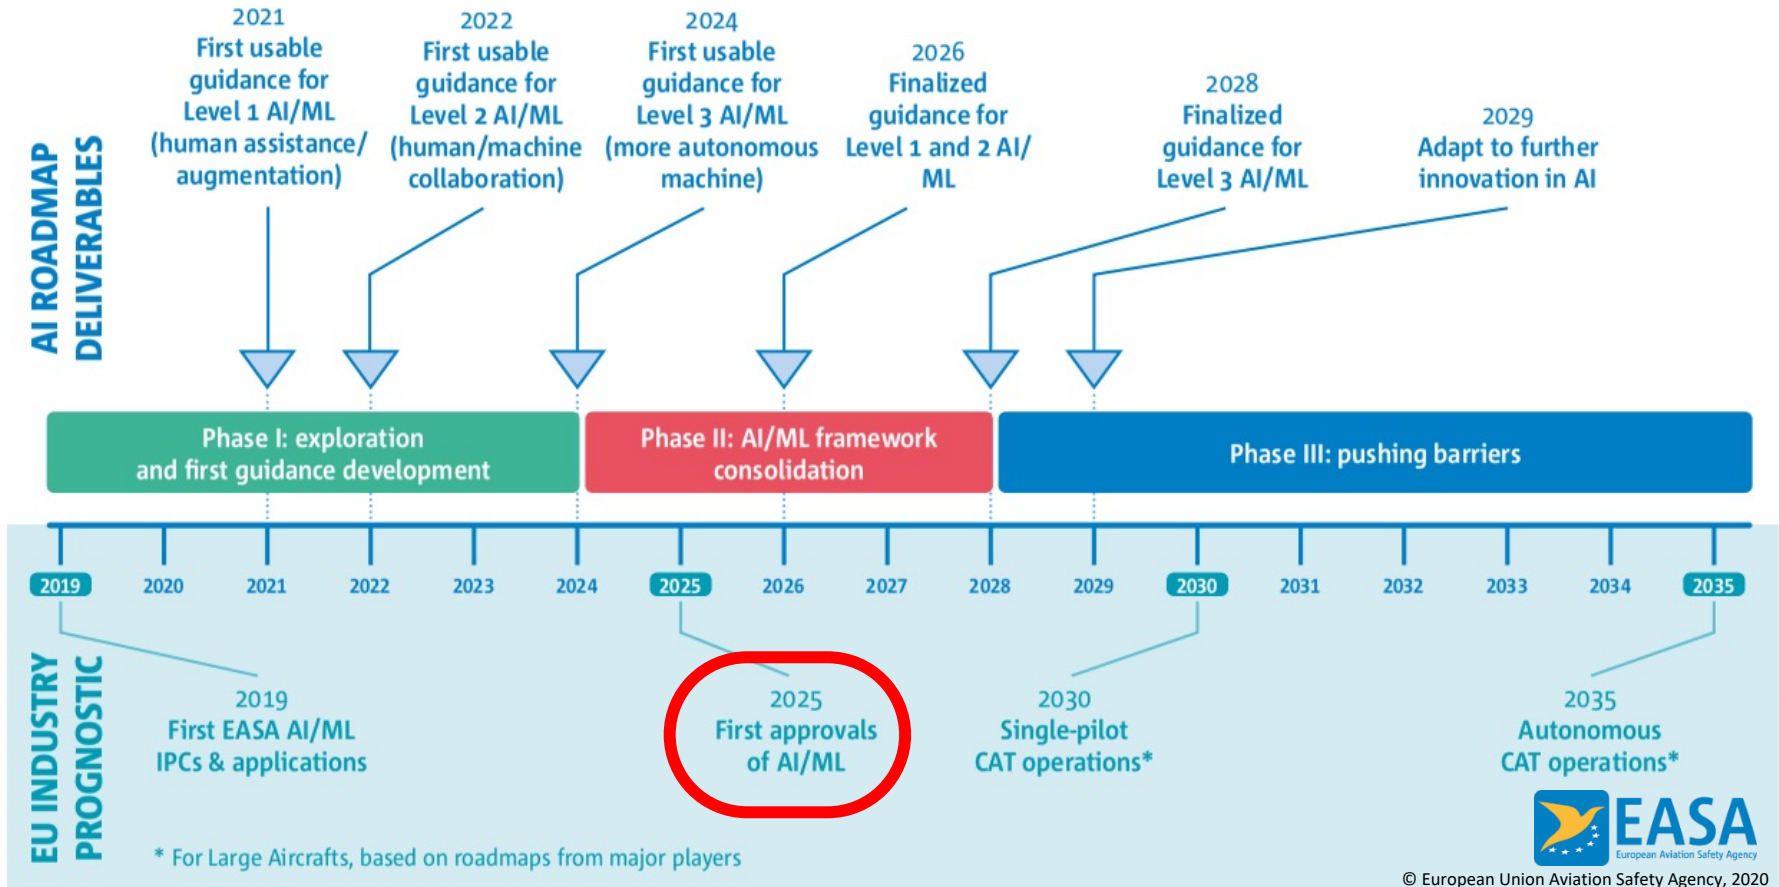 AI ROADMAP
DELIVERABLES
2021
First usable
guidance for
Level 1 AI/ML
(human assistance/
augmentation)
2022
First usable
guidance for
Level 2 AI/ML
(human/machine
collaboration)
2024
First usable
guidance for
Level 3 AI/ML
(more autonomous
machine)
2026
Finalized
guidance for
Level 1 and 2 AI/
ML
2028
Finalized
guidance for
Level 3 AI/ML
2029
Adapt to further
innovation in AI
Phase I: exploration
and first guidance development
Phase II: AI/ML framework
consolidation
Phase III: pushing barriers
2019 2020 2021 2022 2023 2024 2025 2026 2027 2028 2029 2030 2031 2032 2033 2034 2035
EU INDUSTRY
PROGNOSTIC
2019
First EASA AI/ML
IPCs & applications
2025
First approvals
of AI/ML
2030
Single-pilot
CAT operations*
2035
Autonomous
CAT operations*
* For Large Aircrafts, based on roadmaps from major players
EASA
European Aviation Safety Agency
© European Union Aviation Safety Agency, 2020